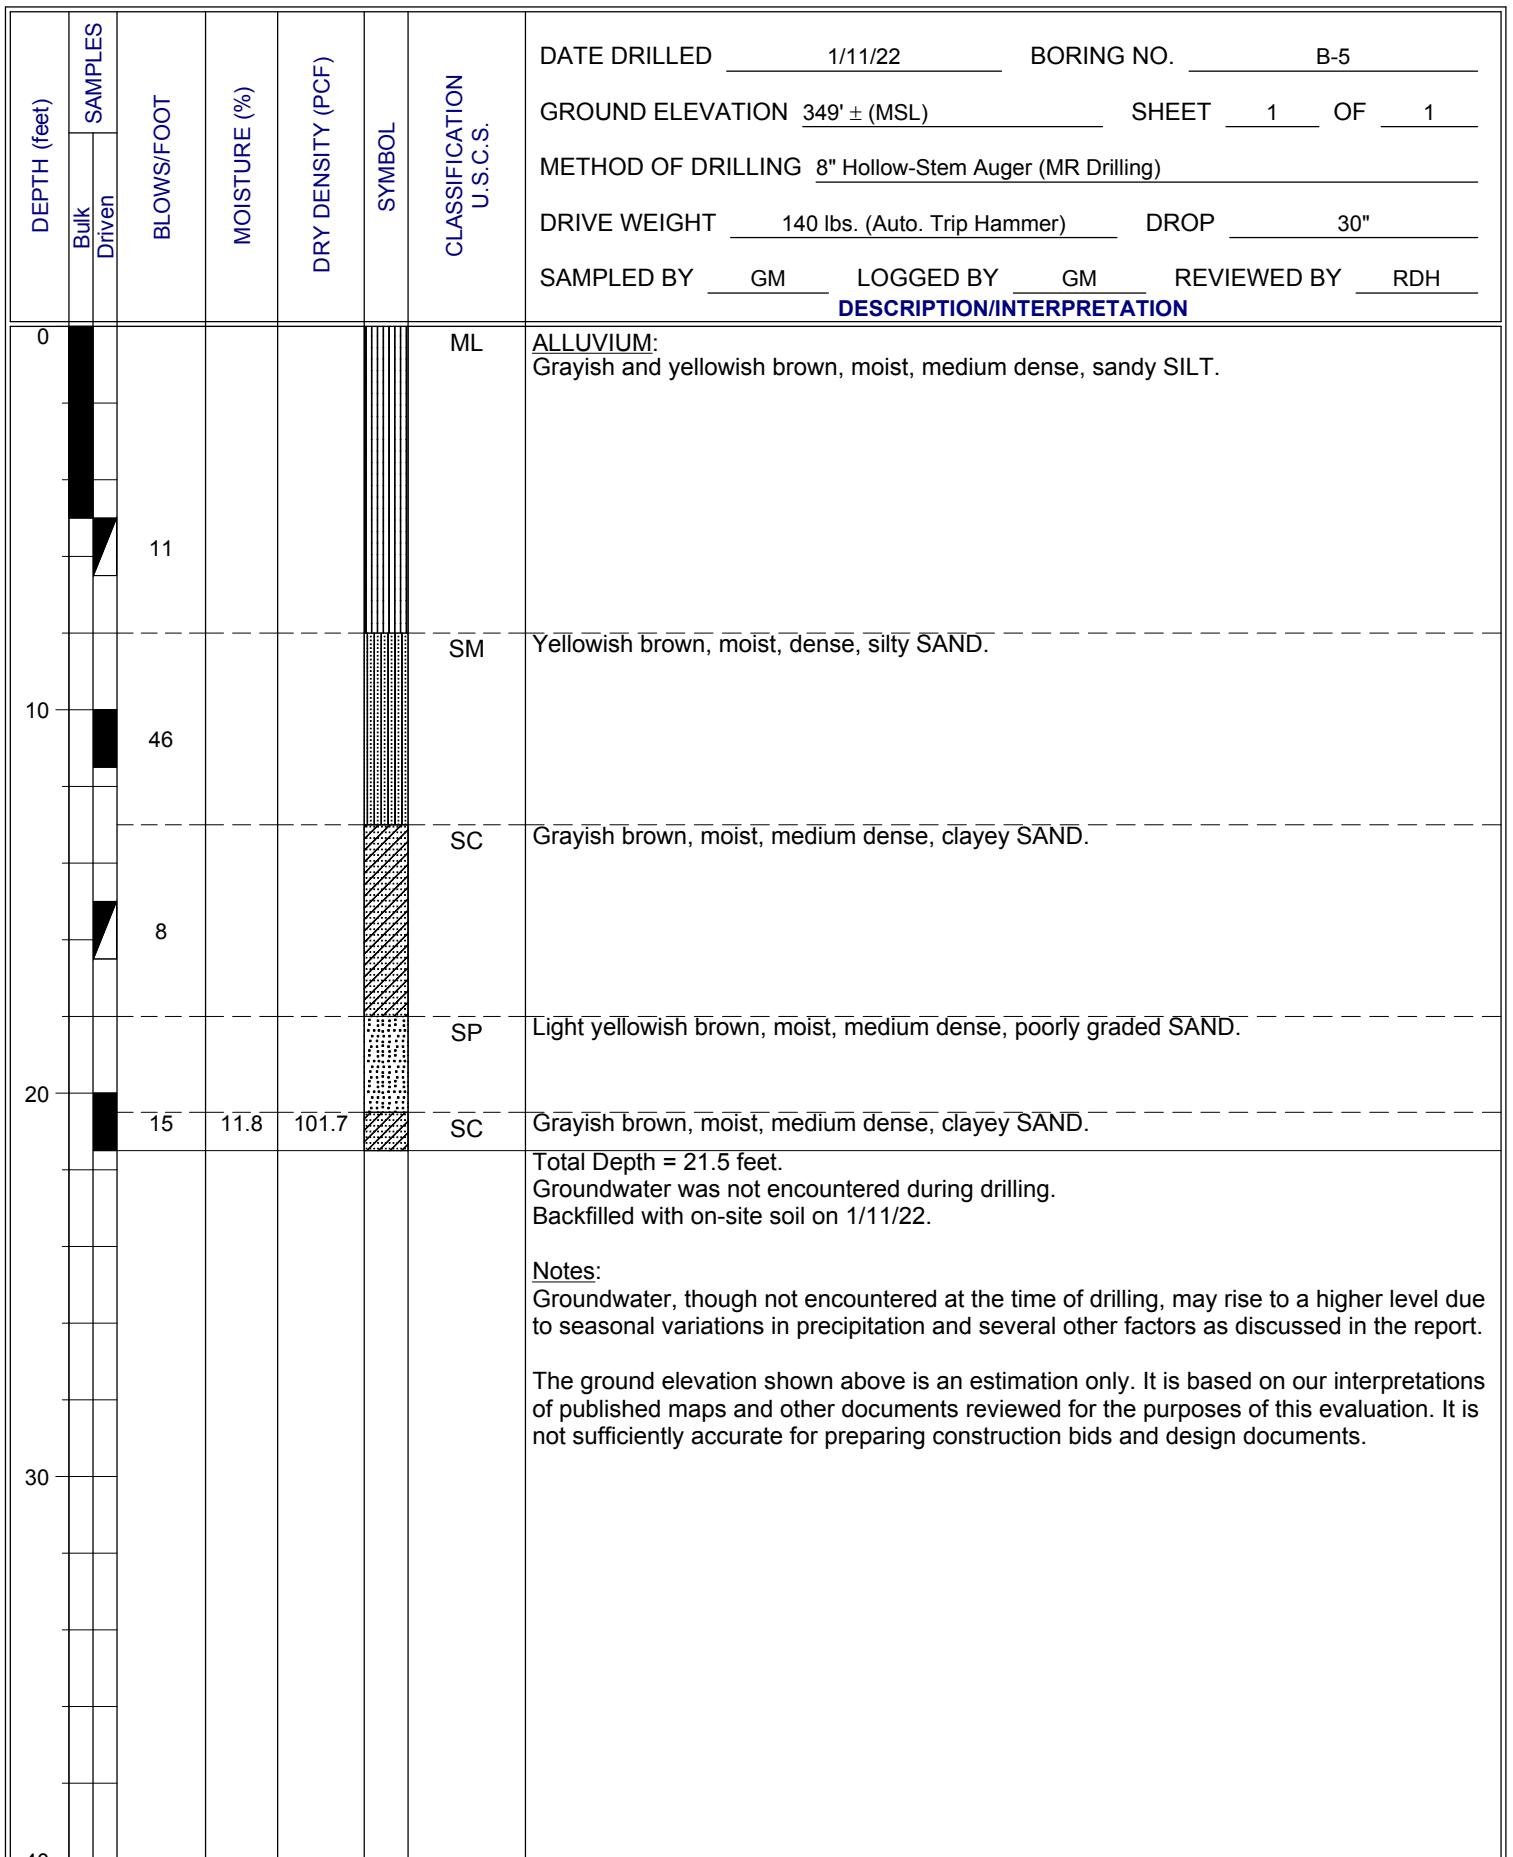 DEPTH (feet)
SAMPLES
Bulk
Driven
BLOWS/FOOT
MOISTURE (%)
DRY DENSITY (PCF)
SYMBOL
CLASSIFICATION
U.S.C.S.
DATE DRILLED 1/11/22 BORING NO. B-5
GROUND ELEVATION 349' ± (MSL) SHEET 1 OF 1
METHOD OF DRILLING 8" Hollow-Stem Auger (MR Drilling)
DRIVE WEIGHT 140 lbs. (Auto. Trip Hammer) DROP 30"
SAMPLED BY GM LOGGED BY GM REVIEWED BY RDH
DESCRIPTION/INTERPRETATION
0 ML ALLUVIUM:
Grayish and yellowish brown, moist, medium dense, sandy SILT.
11
SM Yellowish brown, moist, dense, silty SAND.
10
46
SC Grayish brown, moist, medium dense, clayey SAND.
8
SP Light yellowish brown, moist, medium dense, poorly graded SAND.
20
15 11.8 101.7 SC Grayish brown, moist, medium dense, clayey SAND.
Total Depth = 21.5 feet.
Groundwater was not encountered during drilling.
Backfilled with on-site soil on 1/11/22.
Notes:
Groundwater, though not encountered at the time of drilling, may rise to a higher level due
to seasonal variations in precipitation and several other factors as discussed in the report.
The ground elevation shown above is an estimation only. It is based on our interpretations
of published maps and other documents reviewed for the purposes of this evaluation. It is
not sufficiently accurate for preparing construction bids and design documents.
30